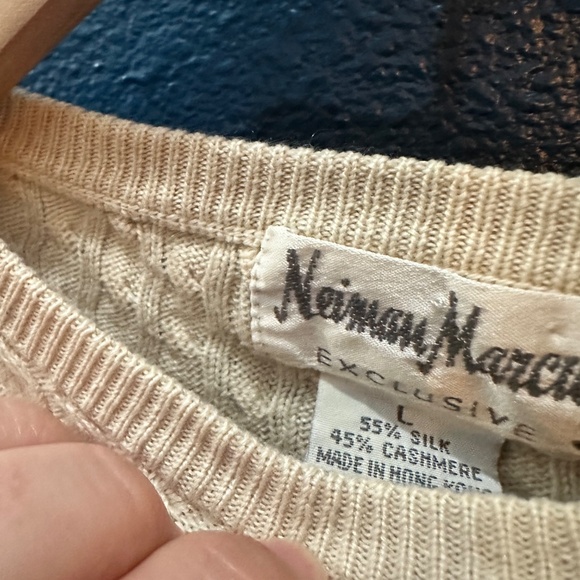 Neiman Marcus
EXCLUSIVE
L
55% SILK
45% CASHMERE
MADE IN HONG KONG